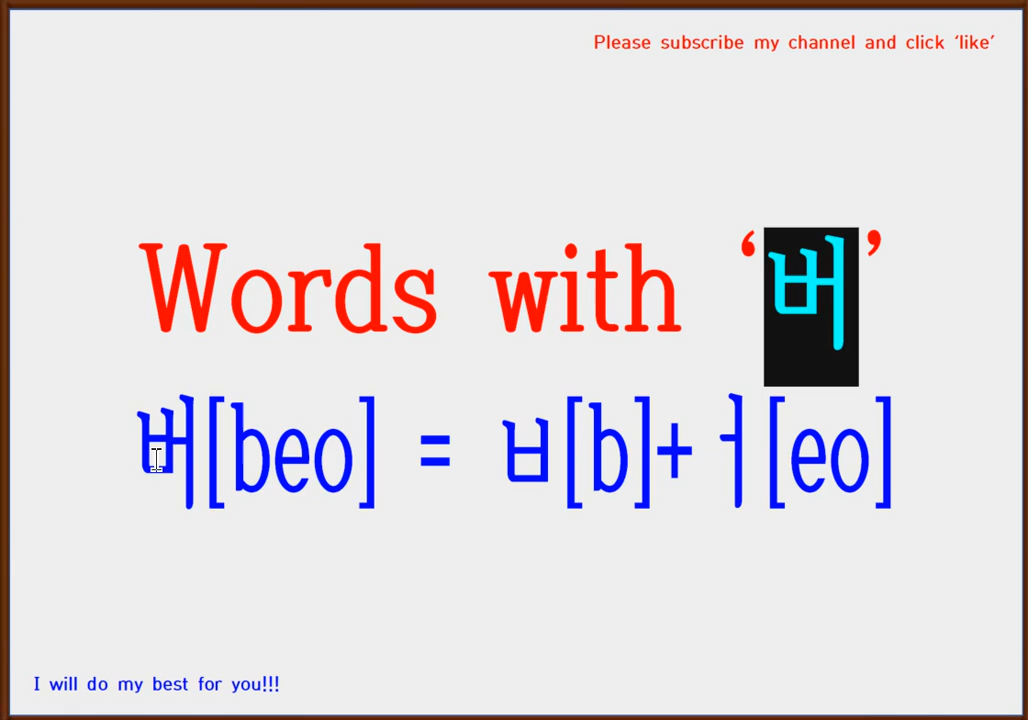 Please subscribe my channel and click ‘like’
Words with ‘버’
버[beo] = ㅂ[b]+ㅓ[eo]
I will do my best for you!!!